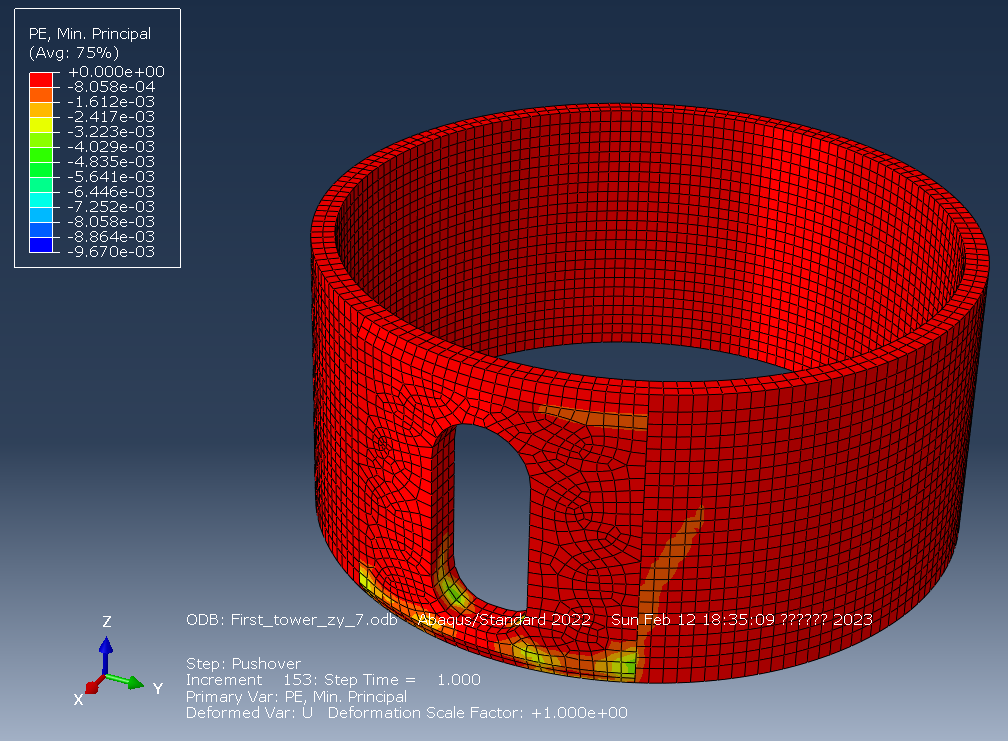 PE, Min. Principal
(Avg: 75%)
+0.000e+00
-8.058e-04
-1.612e-03
-2.417e-03
-3.223e-03
-4.029e-03
-4.835e-03
-5.641e-03
-6.446e-03
-7.252e-03
-8.058e-03
-8.864e-03
-9.670e-03
ODB: First_tower_zy_7.odb Abaqus/Standard 2022 Sun Feb 12 18:35:09 ?????? 2023
Z
Y
X
Step: Pushover
Increment 153: Step Time = 1.000
Primary Var: PE, Min. Principal
Deformed Var: U Deformation Scale Factor: +1.000e+00